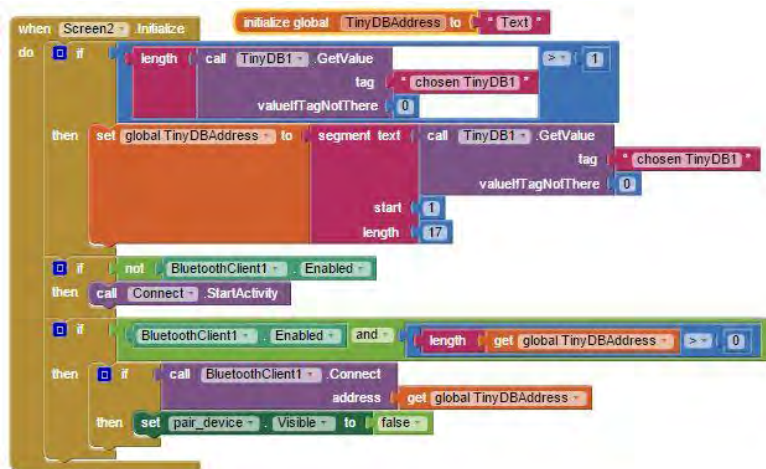 initialize global TinyDBAddress to " Text "
when Screen2 .Initialize
do if length call TinyDB1 .GetValue > 1
tag " chosen TinyDB1 "
valueIfTagNotThere 0
then set global TinyDBAddress to segment text call TinyDB1 .GetValue
tag " chosen TinyDB1 "
valueIfTagNotThere 0
start 1
length 17
if not BluetoothClient1 . Enabled
then call Connect .StartActivity
if BluetoothClient1 . Enabled and length get global TinyDBAddress > 0
then if call BluetoothClient1 .Connect
address get global TinyDBAddress
then set pair_device . Visible to false